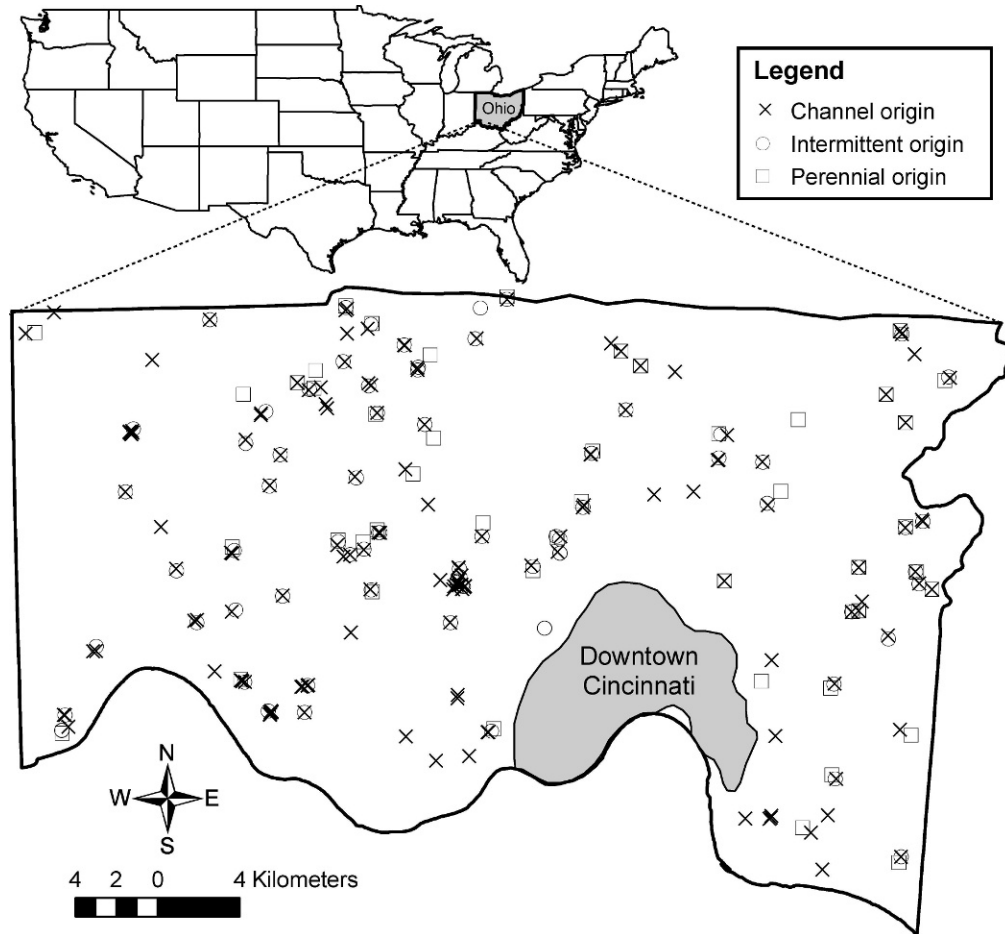 Ohio
Legend
Channel origin
Intermittent origin
Perennial origin
Downtown
Cincinnati
N
W E
S
4 2 0 4 Kilometers